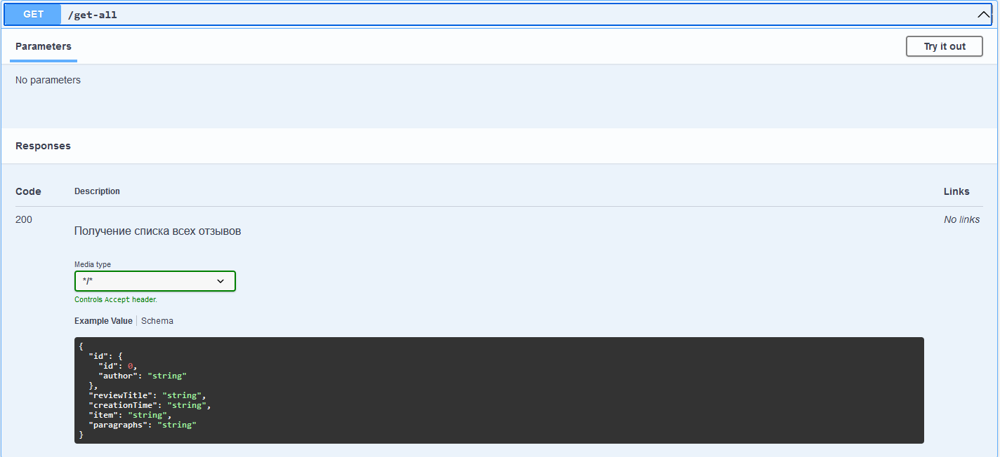 GET /get-all
Parameters
Try it out
No parameters
Responses
Code Description Links
200 No links
Получение списка всех отзывов
Media type
*/*
Controls Accept header.
Example Value Schema
{
  "id": {
    "id": 0,
    "author": "string"
  },
  "reviewTitle": "string",
  "creationTime": "string",
  "item": "string",
  "paragraphs": "string"
}